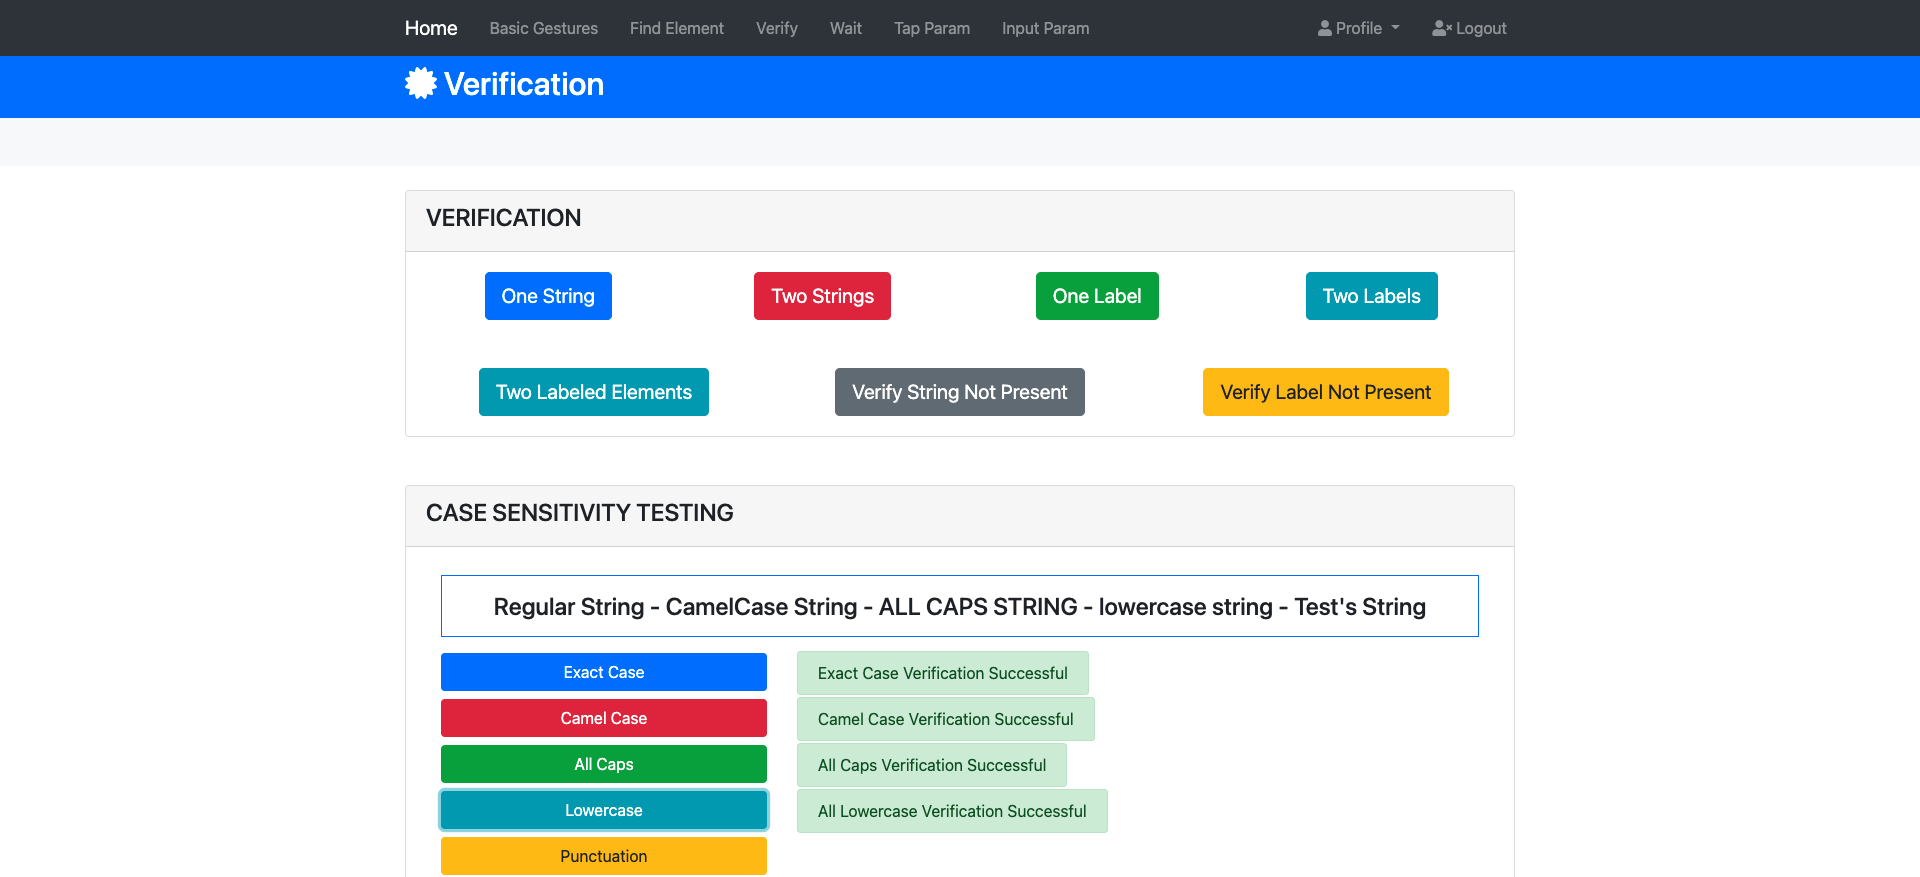 Home Basic Gestures Find Element Verify Wait Tap Param Input Param Profile Logout
Verification
VERIFICATION
One String Two Strings One Label Two Labels
Two Labeled Elements Verify String Not Present Verify Label Not Present
CASE SENSITIVITY TESTING
Regular String - CamelCase String - ALL CAPS STRING - lowercase string - Test's String
Exact Case Exact Case Verification Successful
Camel Case Camel Case Verification Successful
All Caps All Caps Verification Successful
Lowercase All Lowercase Verification Successful
Punctuation